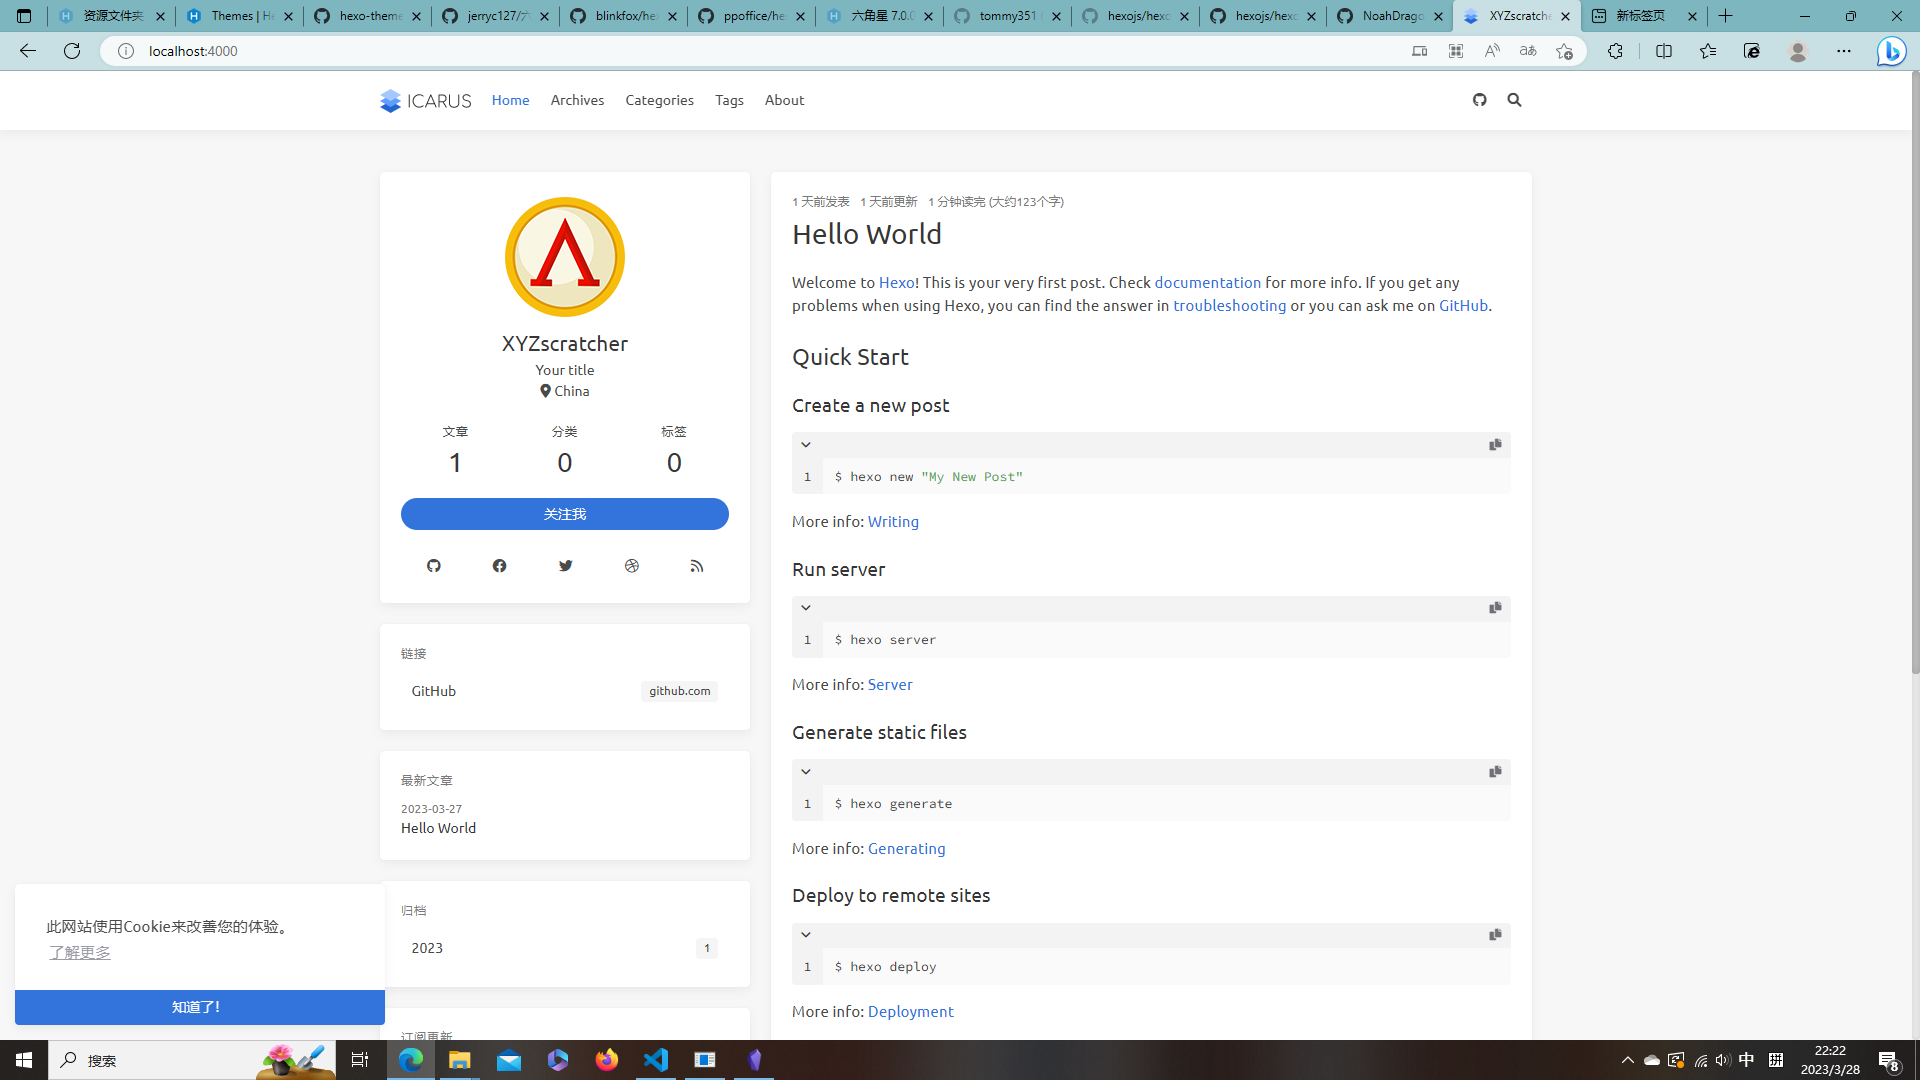 资源文件夹
Themes | He
hexo-theme
jerryc127/六
blinkfox/he
ppoffice/he
六角星 7.0.0
tommy351
hexojs/hexo
hexojs/hexo
NoahDrago
XYZscratche
新标签页
localhost:4000
ICARUS
Home
Archives
Categories
Tags
About
XYZscratcher
Your title
China
文章
分类
标签
1
0
0
关注我
链接
GitHub
github.com
最新文章
2023-03-27
Hello World
归档
2023
1
订阅更新
1 天前发表 1 天前更新 1 分钟读完 (大约123个字)
Hello World
Welcome to Hexo! This is your very first post. Check documentation for more info. If you get any
problems when using Hexo, you can find the answer in troubleshooting or you can ask me on GitHub.
Quick Start
Create a new post
1 $ hexo new "My New Post"
More info: Writing
Run server
1 $ hexo server
More info: Server
Generate static files
1 $ hexo generate
More info: Generating
Deploy to remote sites
1 $ hexo deploy
More info: Deployment
此网站使用Cookie来改善您的体验。
了解更多
知道了!
搜索
中
拼
22:22
2023/3/28
8